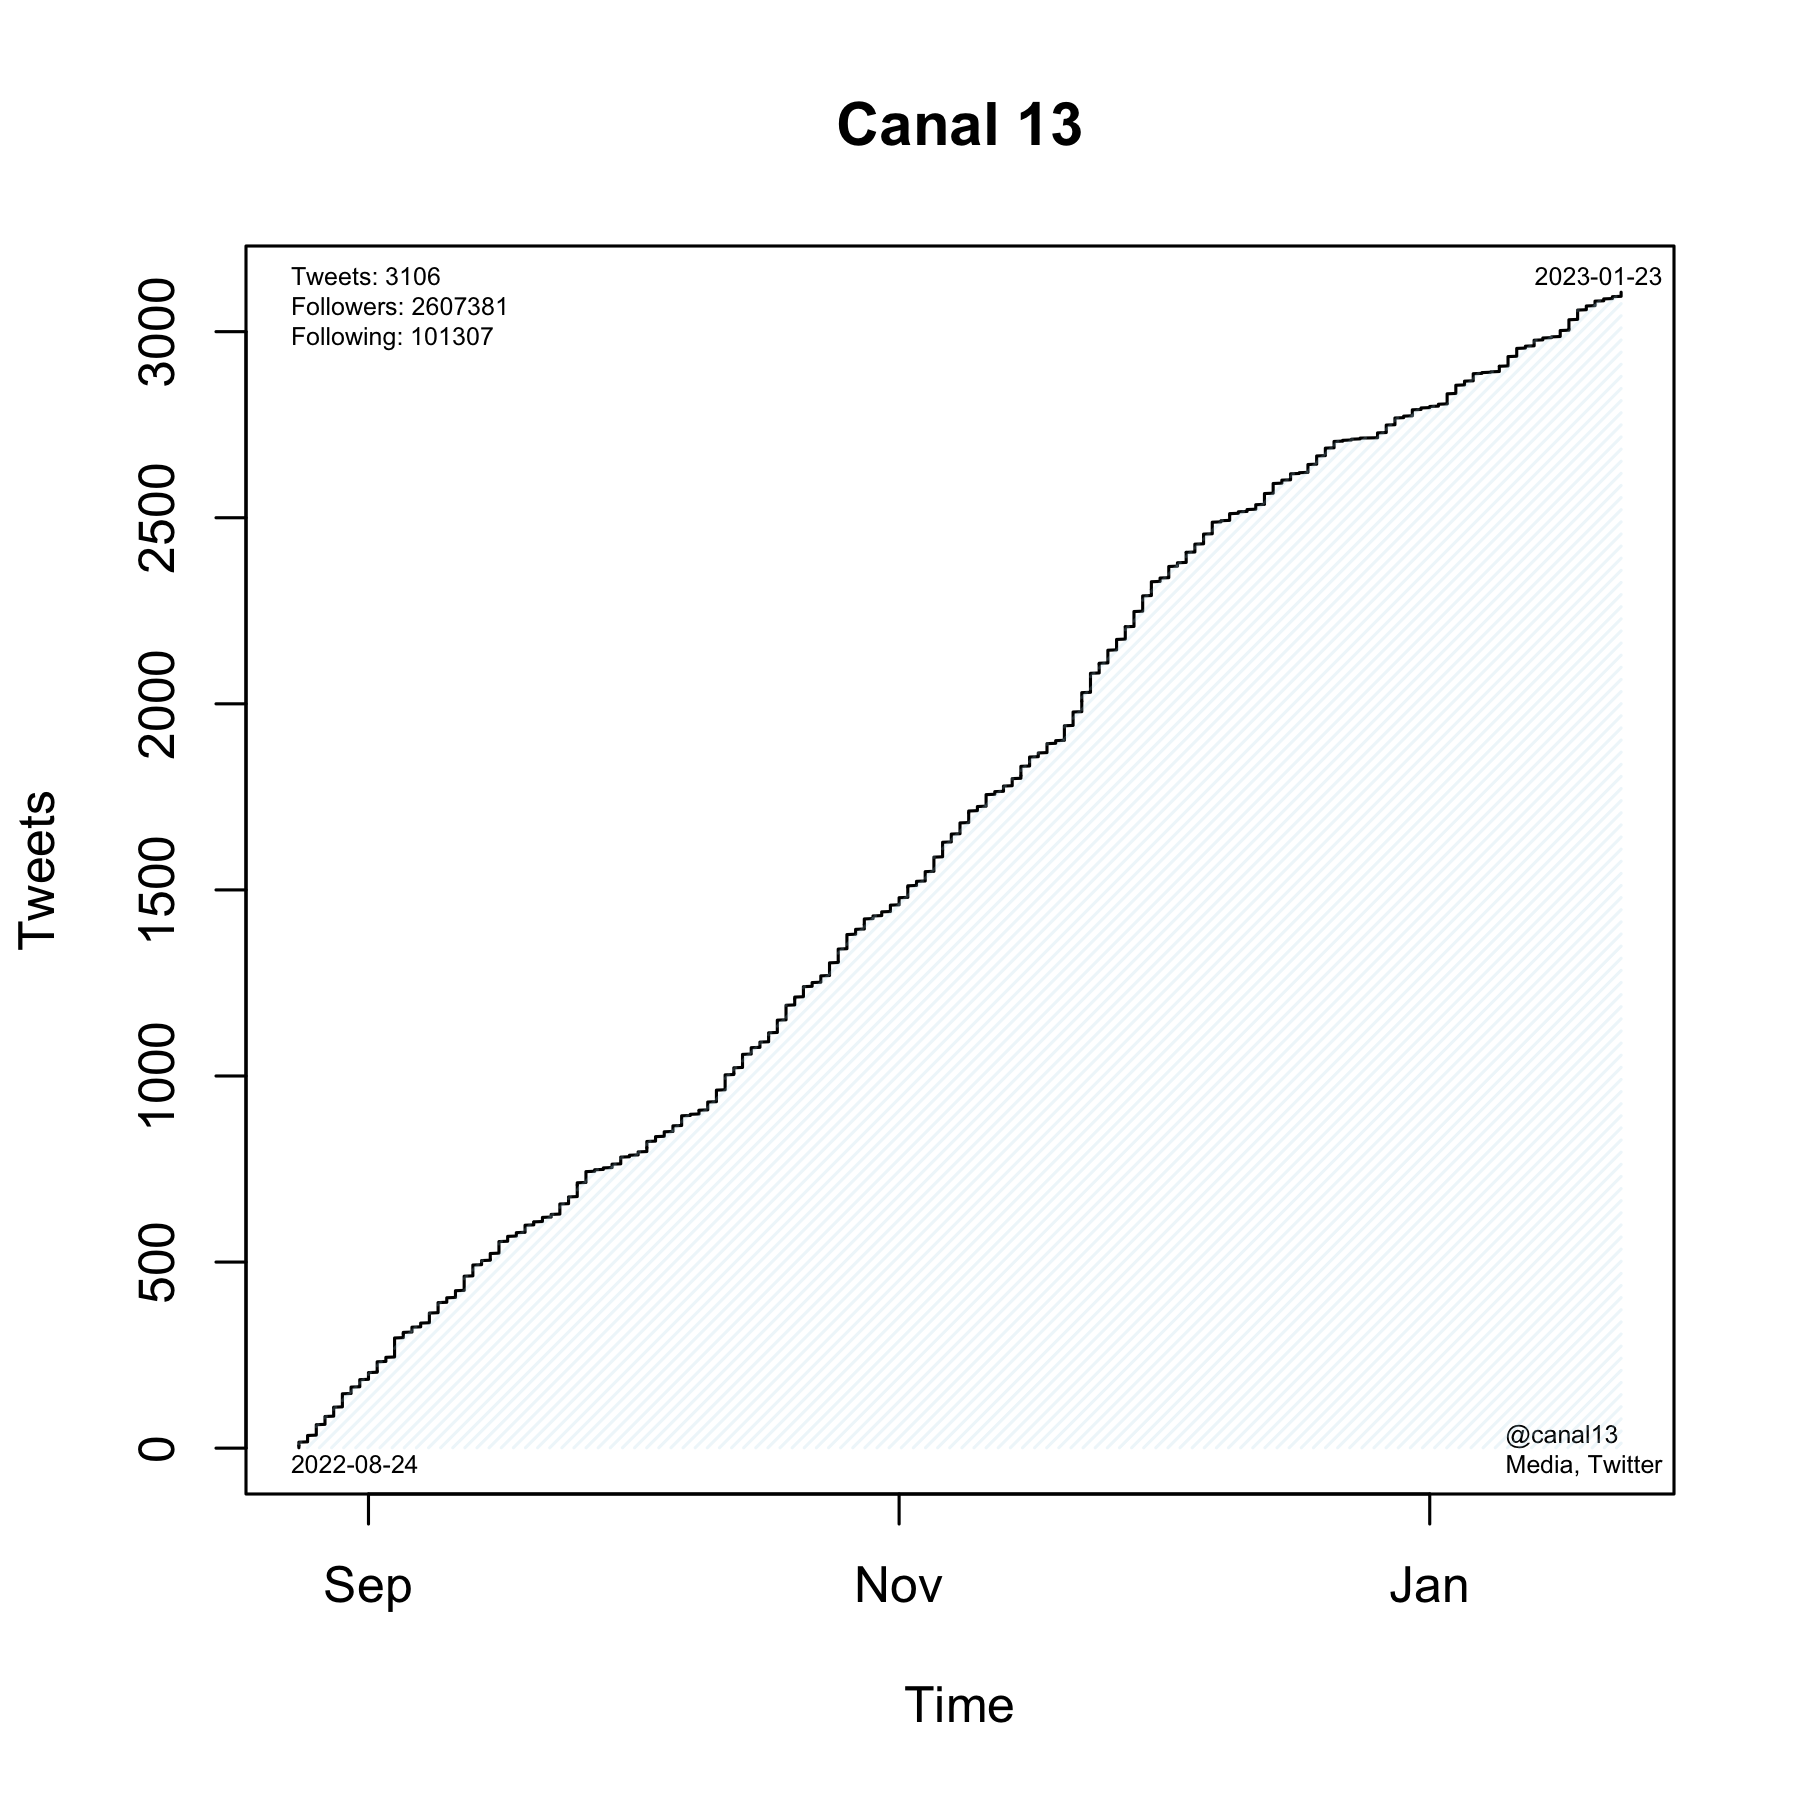 Canal 13
Tweets: 3106
Followers: 2607381
Following: 101307
2023-01-23
3000
2500
2000
1500
1000
500
0
Tweets
2022-08-24
@canal13
Media, Twitter
Sep
Nov
Jan
Time